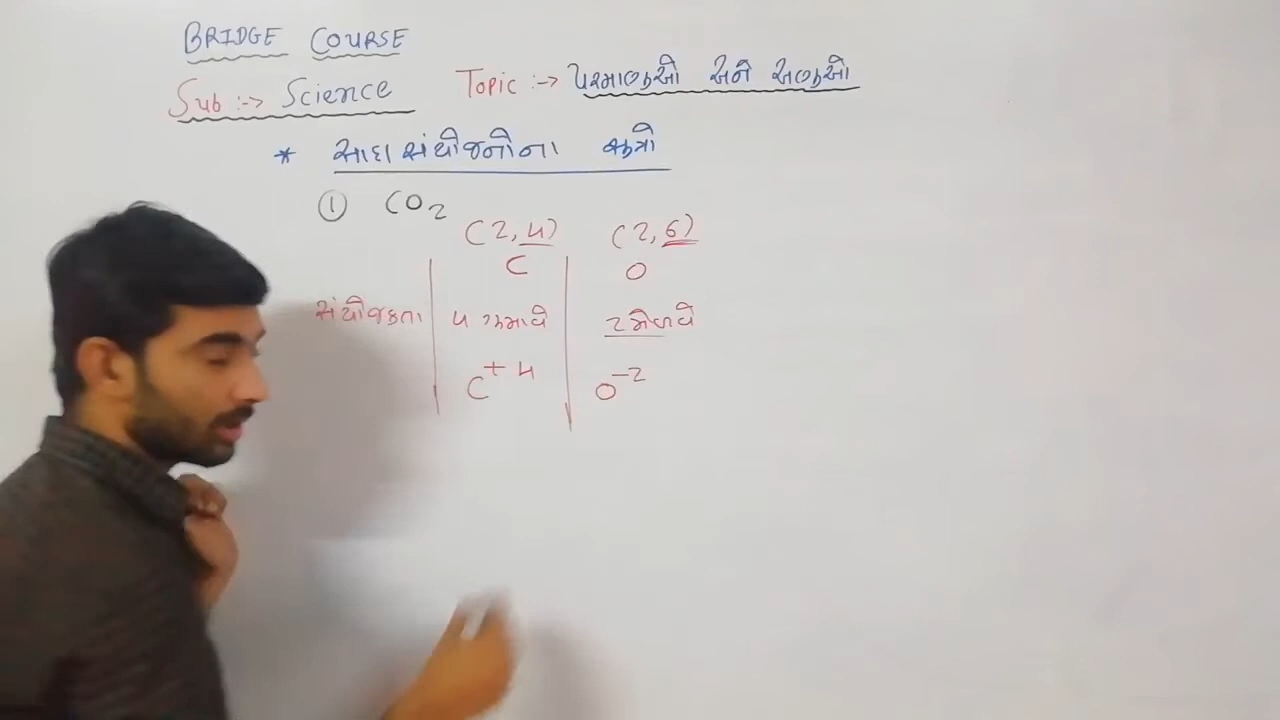 BRIDGE COURSE
Sub :→ Science Topic :→ પરમાણુઓ અને અણુઓ
* સાદા સંયોજનોના સૂત્રો
① CO2
(2, 4) (2, 6)
C O
સંયોજકતા 4 ગુમાવે 2 મેળવે
C+4 O-2